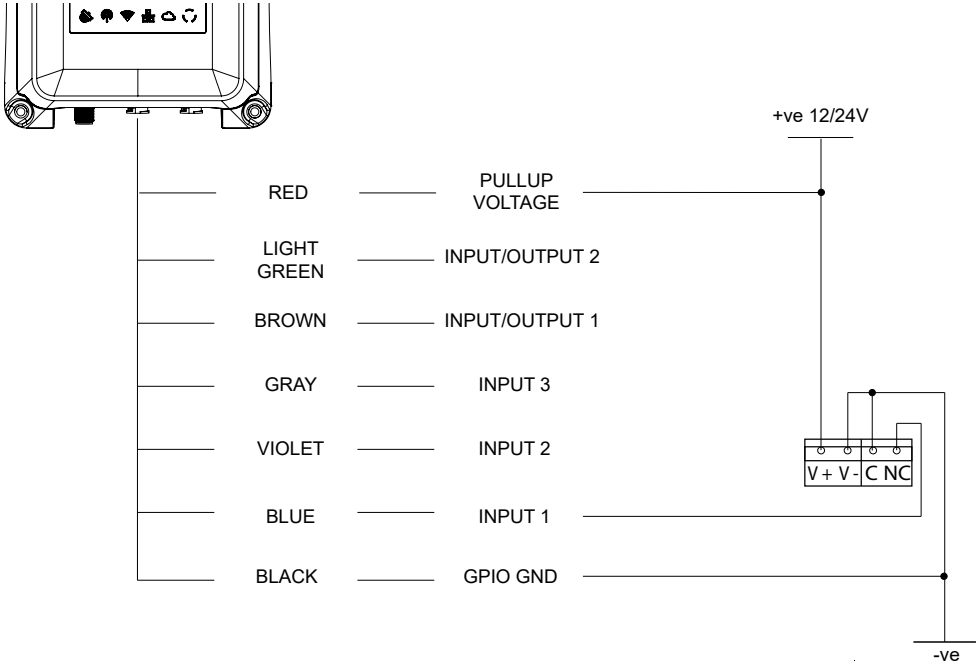 +ve 12/24V
RED
PULLUP
VOLTAGE
LIGHT
GREEN
INPUT/OUTPUT 2
BROWN
INPUT/OUTPUT 1
GRAY
INPUT 3
VIOLET
INPUT 2
V+ V- C NC
BLUE
INPUT 1
BLACK
GPIO GND
-ve